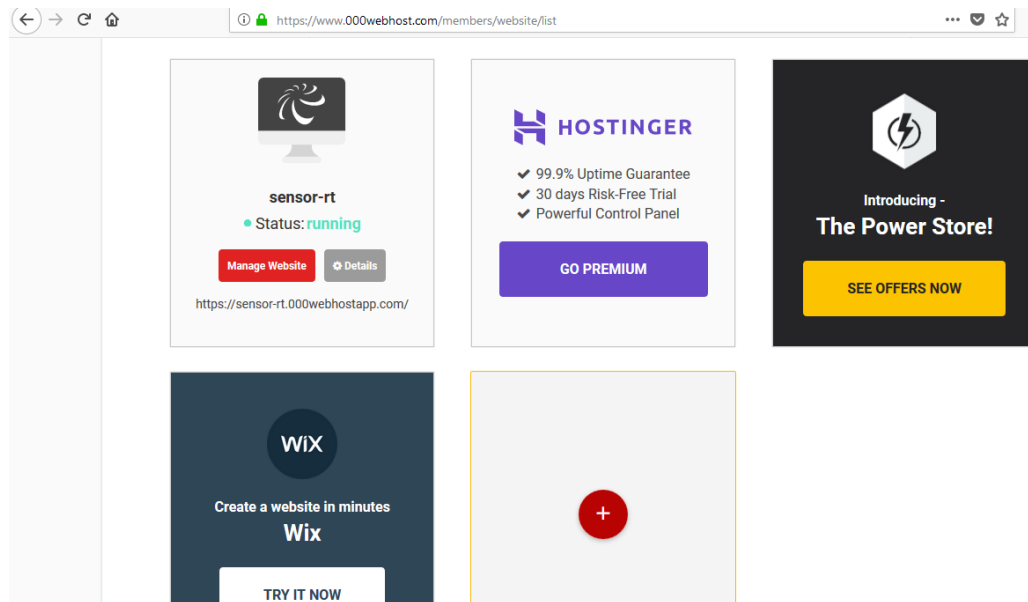 https://www.000webhost.com/members/website/list
sensor-rt
Status: running
Manage Website
Details
https://sensor-rt.000webhostapp.com/
HOSTINGER
99.9% Uptime Guarantee
30 days Risk-Free Trial
Powerful Control Panel
GO PREMIUM
Introducing -
The Power Store!
SEE OFFERS NOW
WiX
Create a website in minutes
Wix
TRY IT NOW
+